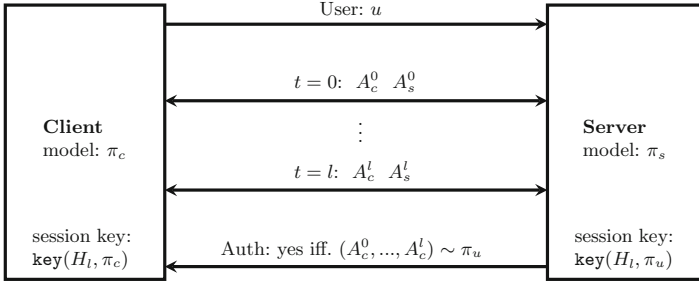 User: u
t = 0: A_c^0 A_s^0
⋮
Client
model: π_c
Server
model: π_s
t = l: A_c^l A_s^l
session key:
key(H_l, π_c)
Auth: yes iff. (A_c^0, ..., A_c^l) ∼ π_u
session key:
key(H_l, π_u)